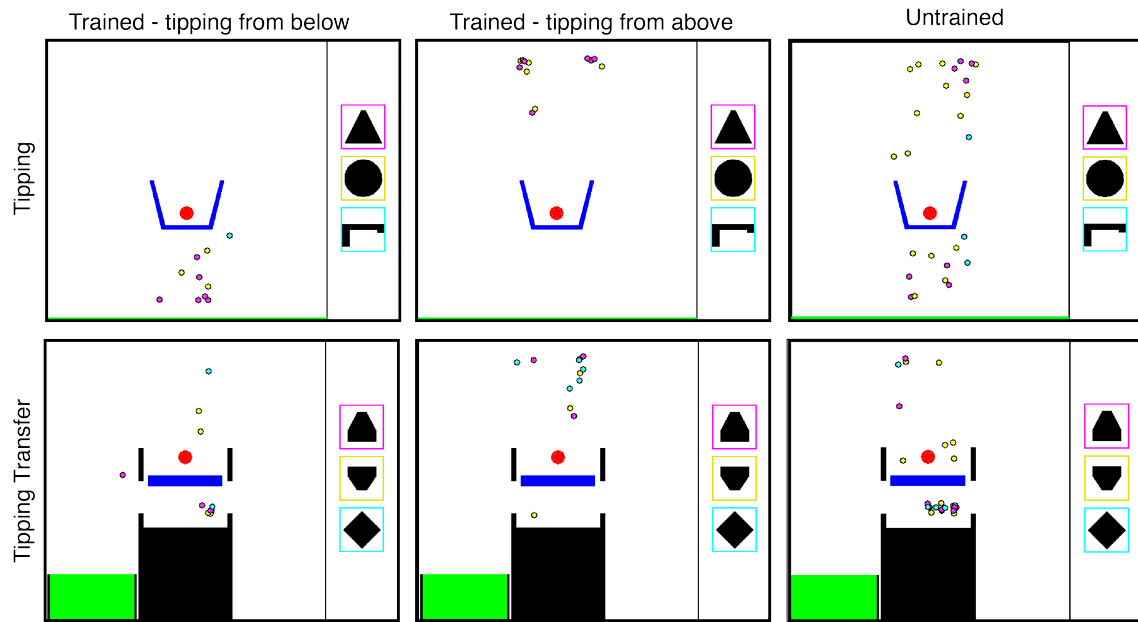 Trained - tipping from below
Trained - tipping from above
Untrained
Tipping
Tipping Transfer